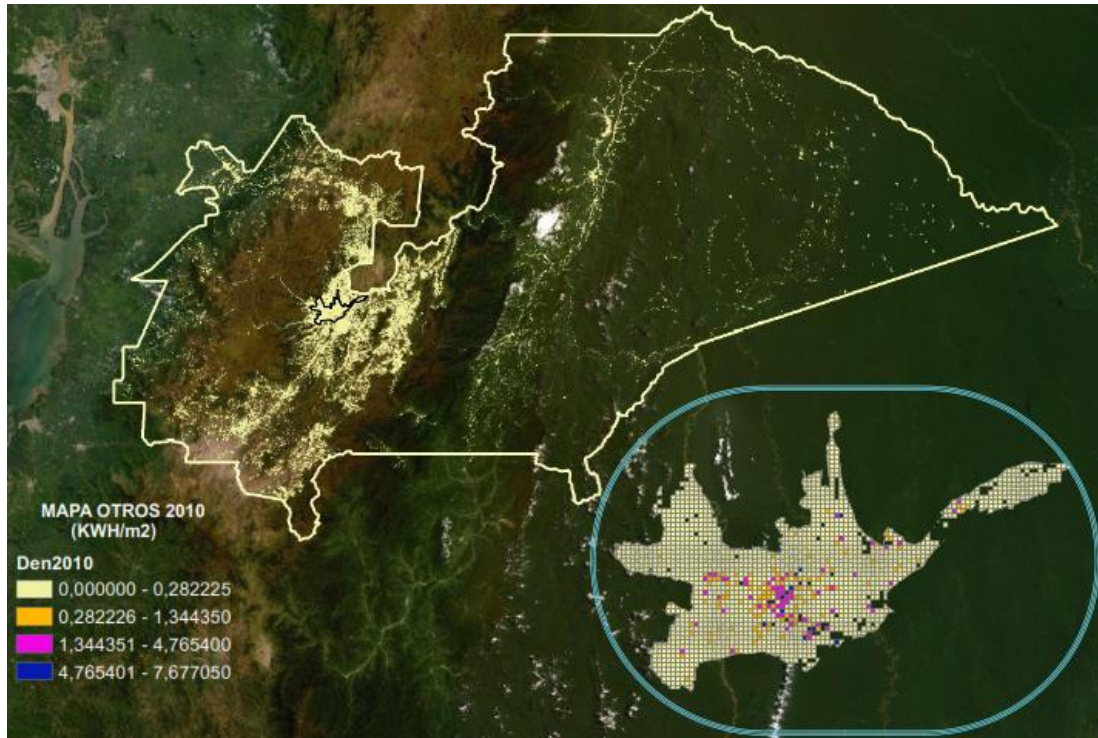 MAPA OTROS 2010
(KWH/m2)
Den2010
0,000000 - 0,282225
0,282226 - 1,344350
1,344351 - 4,765400
4,765401 - 7,677050